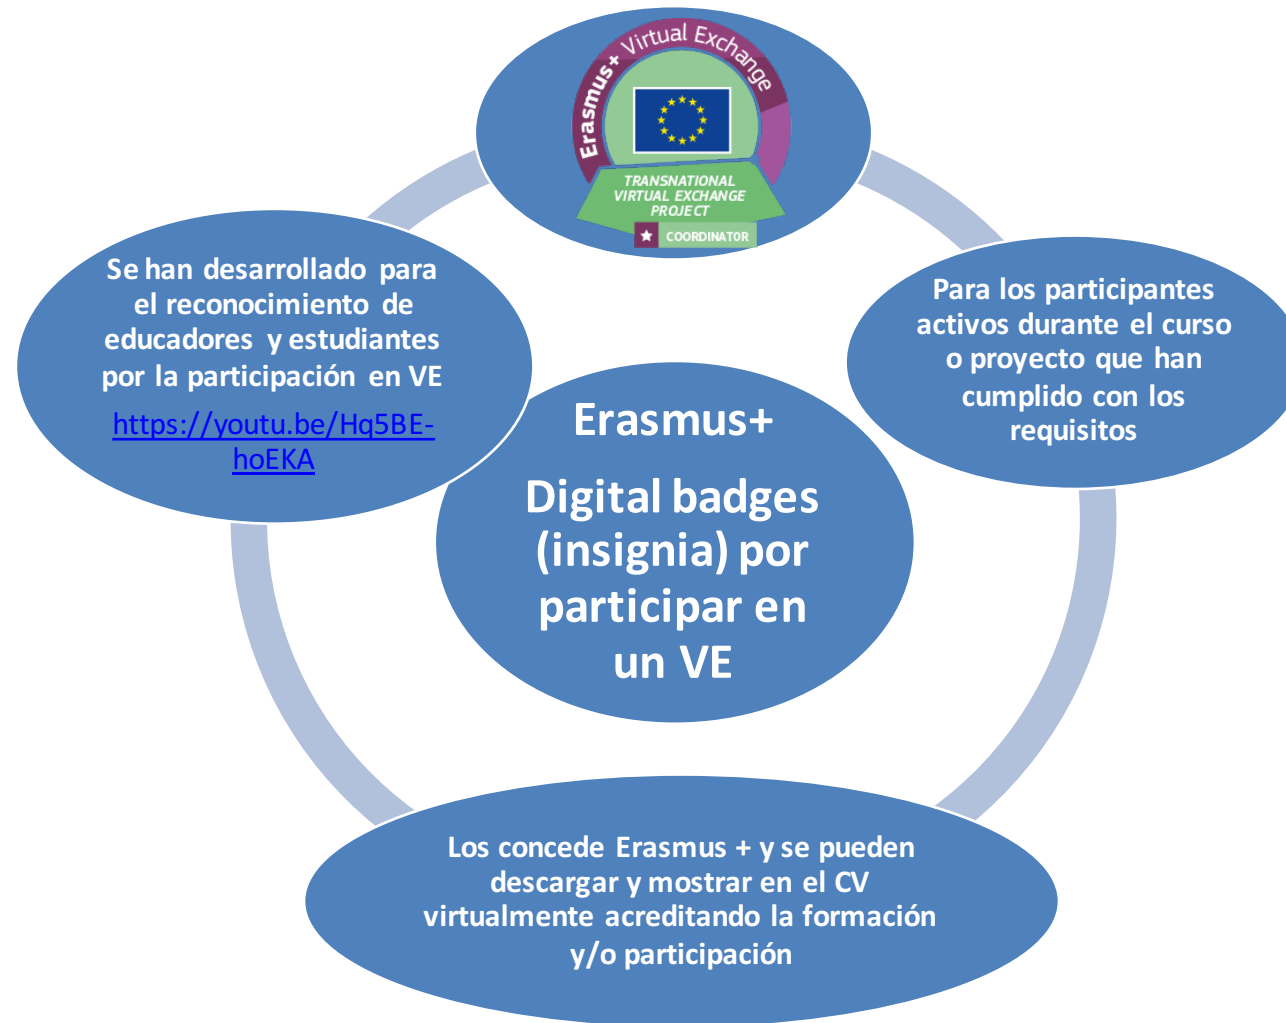 Erasmus+ Virtual Exchange
TRANSNATIONAL
VIRTUAL EXCHANGE
PROJECT
COORDINATOR
Se han desarrollado para
el reconocimiento de
educadores y estudiantes
por la participación en VE
https://youtu.be/Hq5BE-
hoEKA
Para los participantes
activos durante el curso
o proyecto que han
cumplido con los
requisitos
Erasmus+
Digital badges
(insignia) por
participar en
un VE
Los concede Erasmus + y se pueden
descargar y mostrar en el CV
virtualmente acreditando la formación
y/o participación